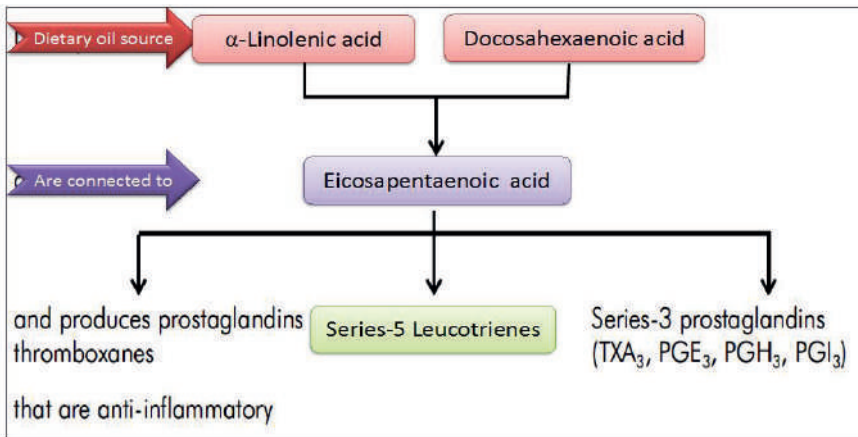 Dietary oil source
α-Linolenic acid
Docosahexaenoic acid
Are connected to
Eicosapentaenoic acid
and produces prostaglandins
thromboxanes
that are anti-inflammatory
Series-5 Leucotrienes
Series-3 prostaglandins
(TXA₃, PGE₃, PGH₃, PGI₃)